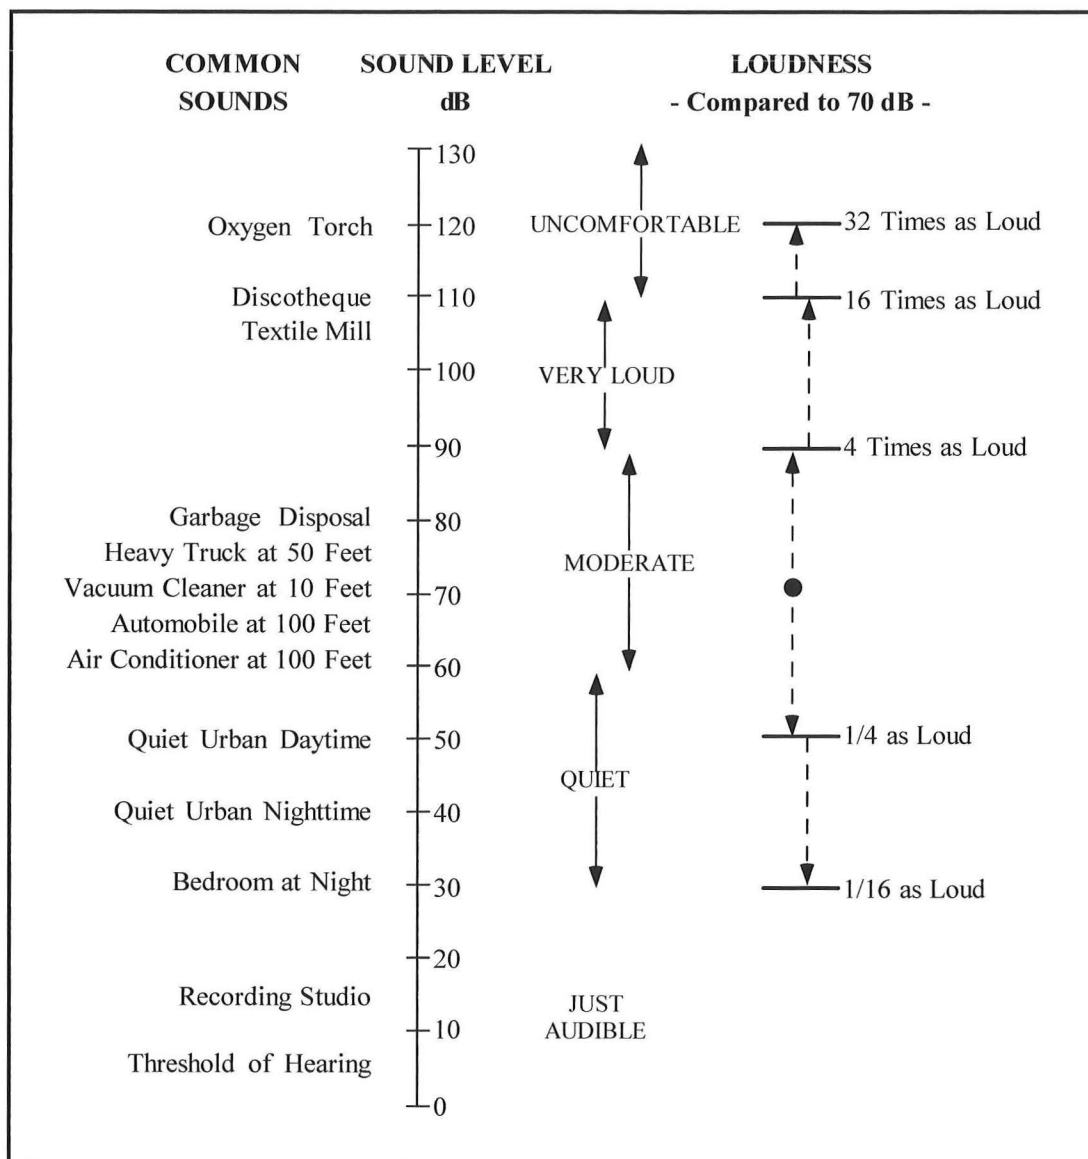 COMMON SOUNDS
SOUND LEVEL dB
LOUDNESS
- Compared to 70 dB -
130
Oxygen Torch 120 UNCOMFORTABLE 32 Times as Loud
Discotheque 110 16 Times as Loud
Textile Mill
100 VERY LOUD
90 4 Times as Loud
Garbage Disposal 80
Heavy Truck at 50 Feet MODERATE
Vacuum Cleaner at 10 Feet 70
Automobile at 100 Feet
Air Conditioner at 100 Feet 60
Quiet Urban Daytime 50 1/4 as Loud
QUIET
Quiet Urban Nighttime 40
Bedroom at Night 30 1/16 as Loud
20
Recording Studio JUST
10 AUDIBLE
Threshold of Hearing
0